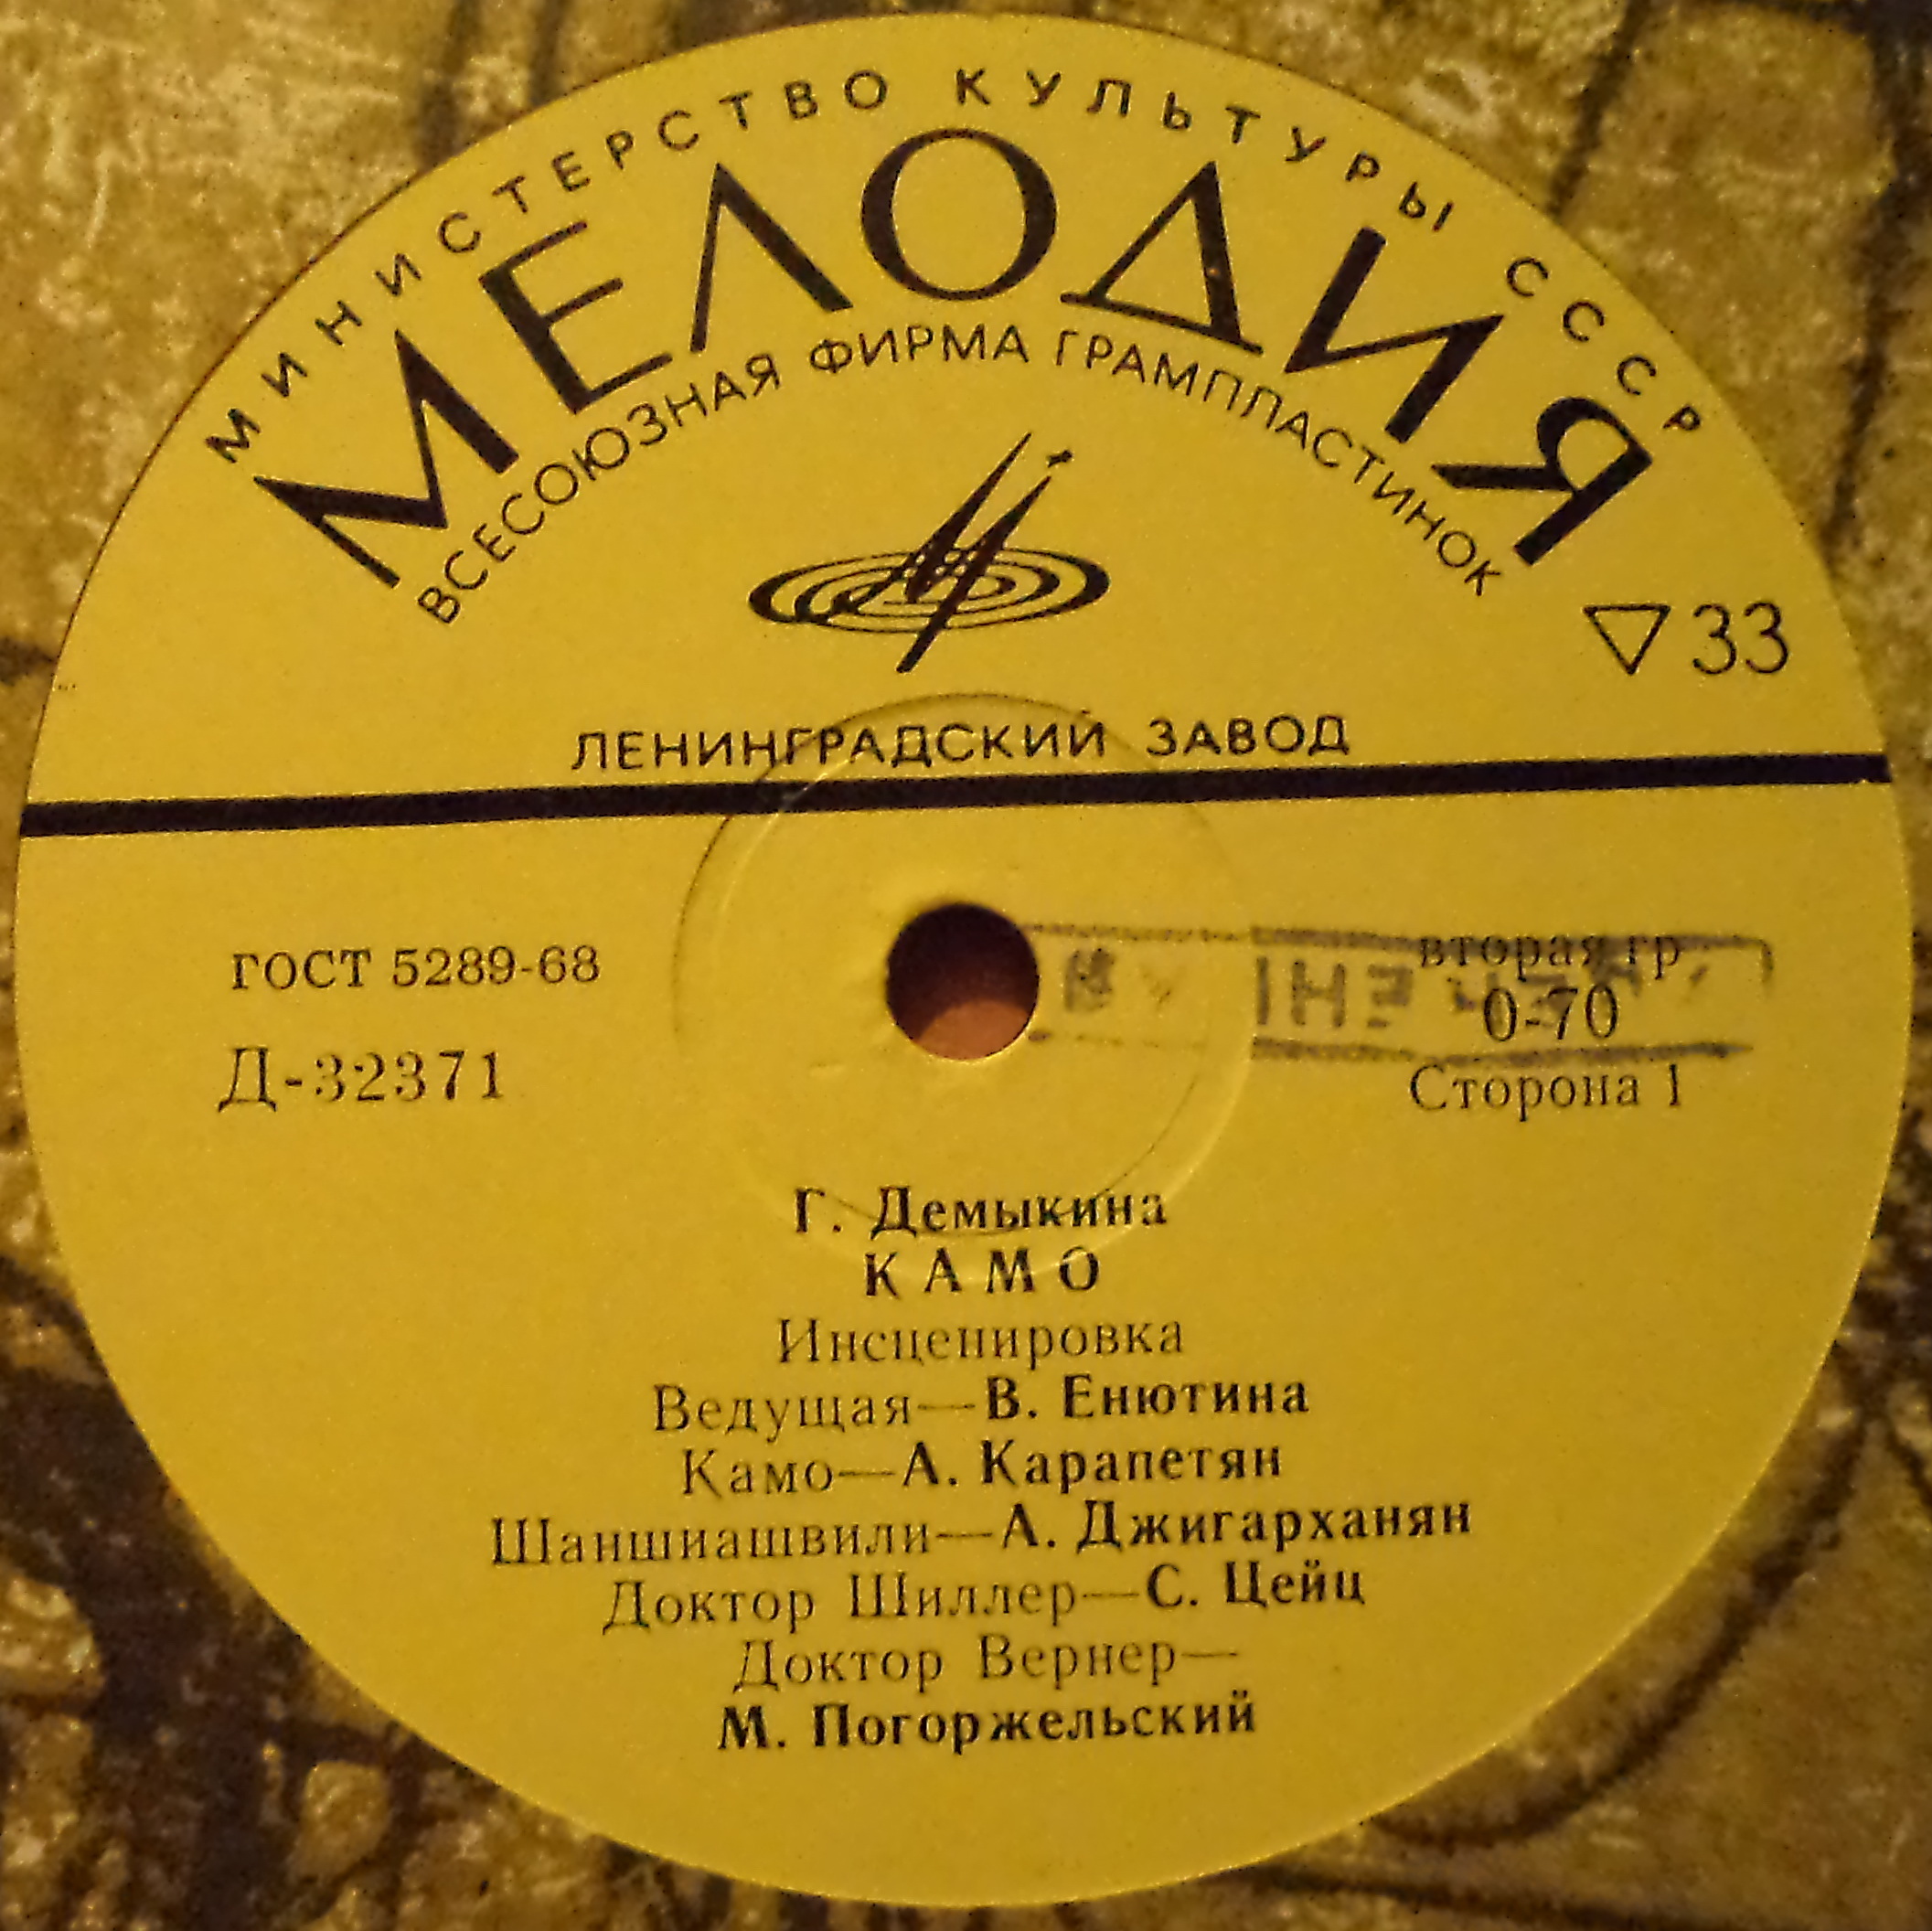 МИНИСТЕРСТВО КУЛЬТУРЫ СССР
МЕЛОДИЯ
ВСЕСОЮЗНАЯ ФИРМА ГРАМПЛАСТИНОК
▽33
ЛЕНИНГРАДСКИЙ ЗАВОД
ГОСТ 5289-68
вторая гр
0-70
Д-32371
Сторона 1
Г. Демыкина
КАМО
Инсценировка
Ведущая—В. Енютина
Камо—А. Карапетян
Шаншиашвили—А. Джигарханян
Доктор Шиллер—С. Цейц
Доктор Вернер—
М. Погоржельский